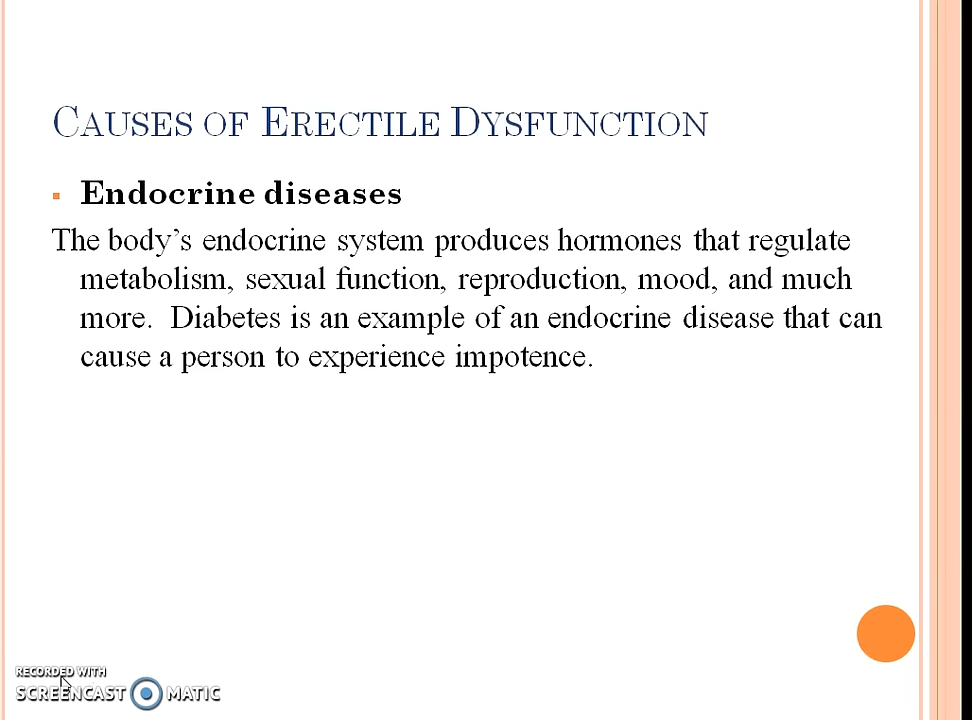 CAUSES OF ERECTILE DYSFUNCTION
▪ Endocrine diseases
The body’s endocrine system produces hormones that regulate
metabolism, sexual function, reproduction, mood, and much
more.  Diabetes is an example of an endocrine disease that can
cause a person to experience impotence.
RECORDED WITH
SCREENCAST MATIC